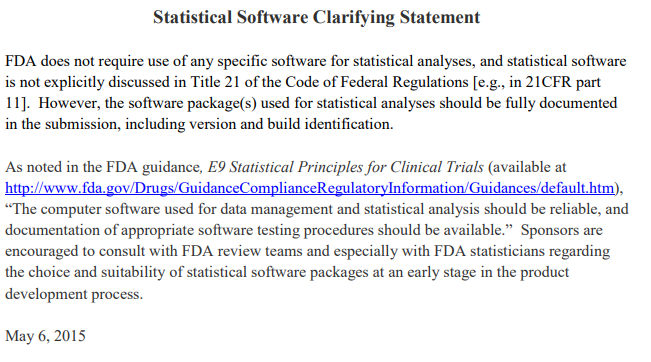 Statistical Software Clarifying Statement
FDA does not require use of any specific software for statistical analyses, and statistical software
is not explicitly discussed in Title 21 of the Code of Federal Regulations [e.g., in 21CFR part
11].  However, the software package(s) used for statistical analyses should be fully documented
in the submission, including version and build identification.
As noted in the FDA guidance, E9 Statistical Principles for Clinical Trials (available at
http://www.fda.gov/Drugs/GuidanceComplianceRegulatoryInformation/Guidances/default.htm),
“The computer software used for data management and statistical analysis should be reliable, and
documentation of appropriate software testing procedures should be available.”  Sponsors are
encouraged to consult with FDA review teams and especially with FDA statisticians regarding
the choice and suitability of statistical software packages at an early stage in the product
development process.
May 6, 2015